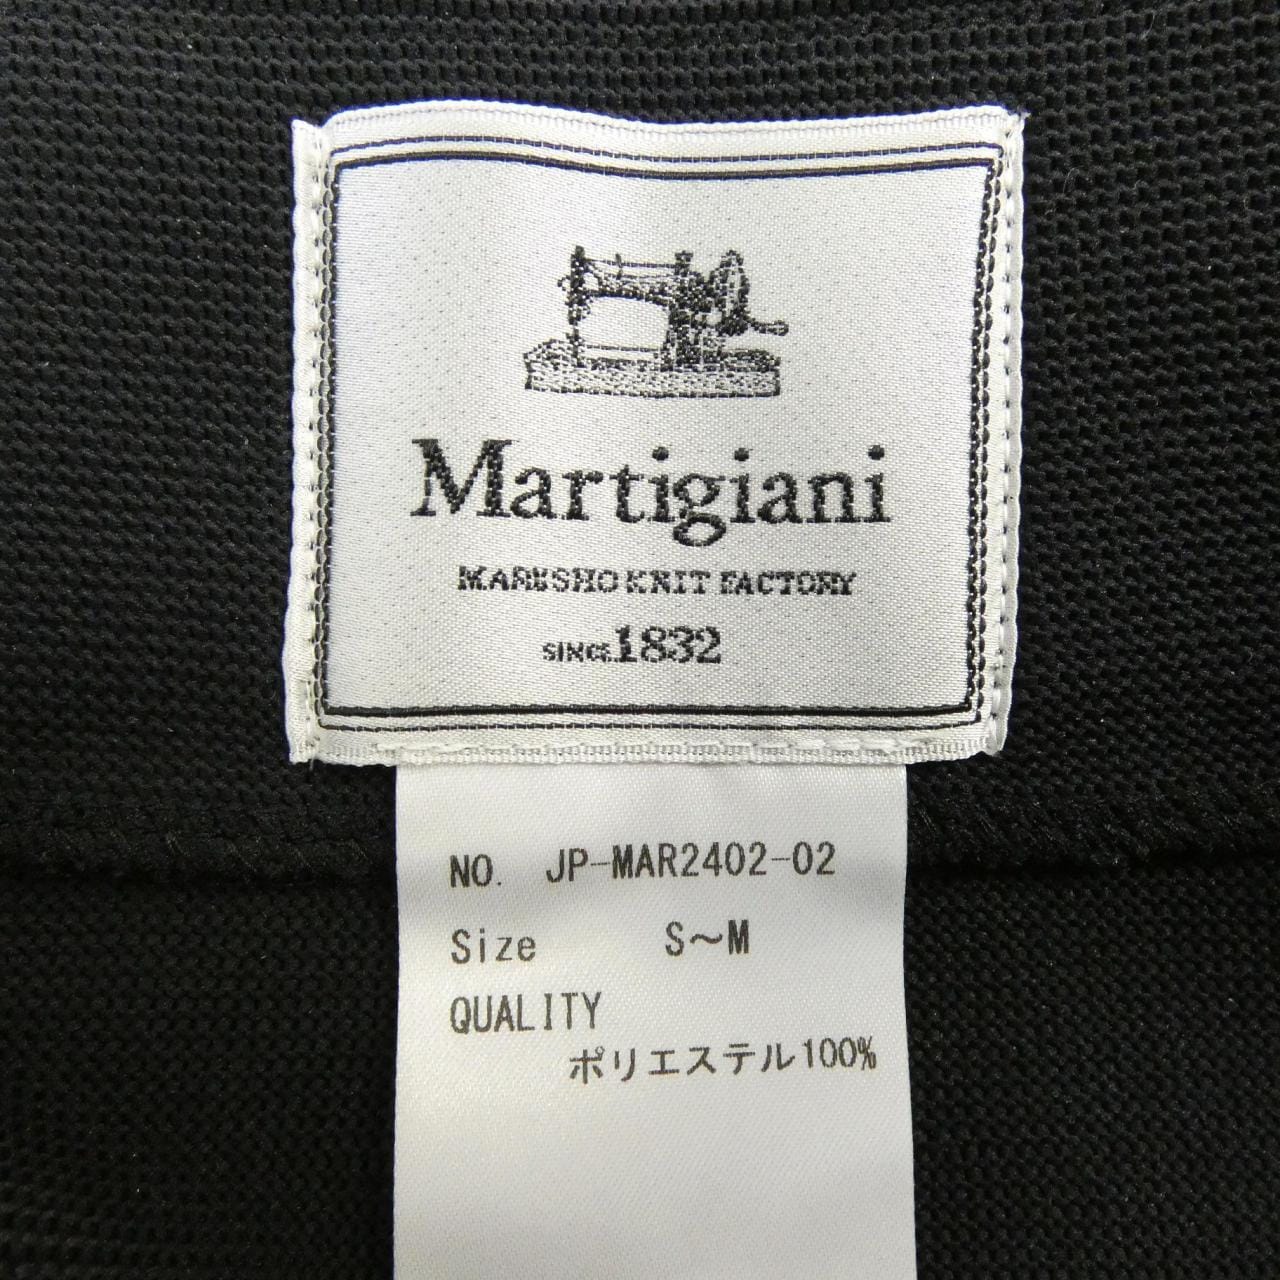 Martigiani
MARUSHO KNIT FACTORY
SINCE.1832
NO. JP-MAR2402-02
Size S～M
QUALITY
ポリエステル100%